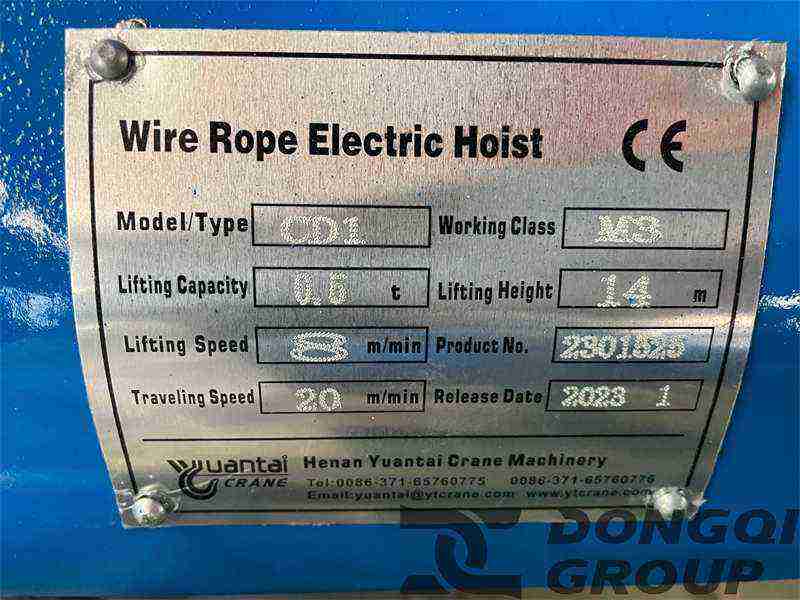 Wire Rope Electric Hoist CE
Model/Type CD1 Working Class M3
Lifting Capacity 0.5 t Lifting Height 14 m
Lifting Speed 8 m/min Product No. 2301525
Traveling Speed 20 m/min Release Date 2023 1
Yuantai CRANE
Henan Yuantai Crane Machinery
Tel:0086-371-65760775 0086-371-65760776
Email:yuantai@ytcrane.com www.ytcrane.com
DONGQI
GROUP